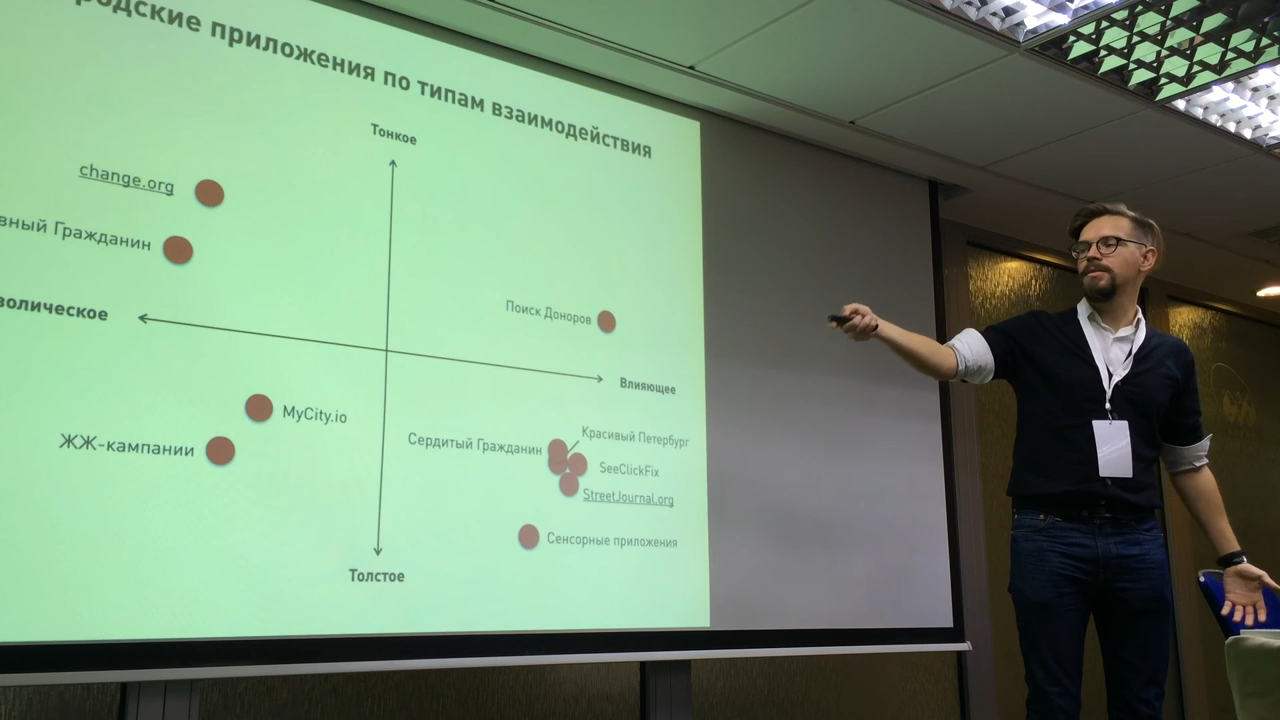 родские приложения по типам взаимодействия
Тонкое
change.org
вный Гражданин
волическое
Поиск Доноров
Влияющее
MyCity.io
ЖЖ-кампании
Сердитый Гражданин
Красивый Петербург
SeeClickFix
StreetJournal.org
Сенсорные приложения
Толстое